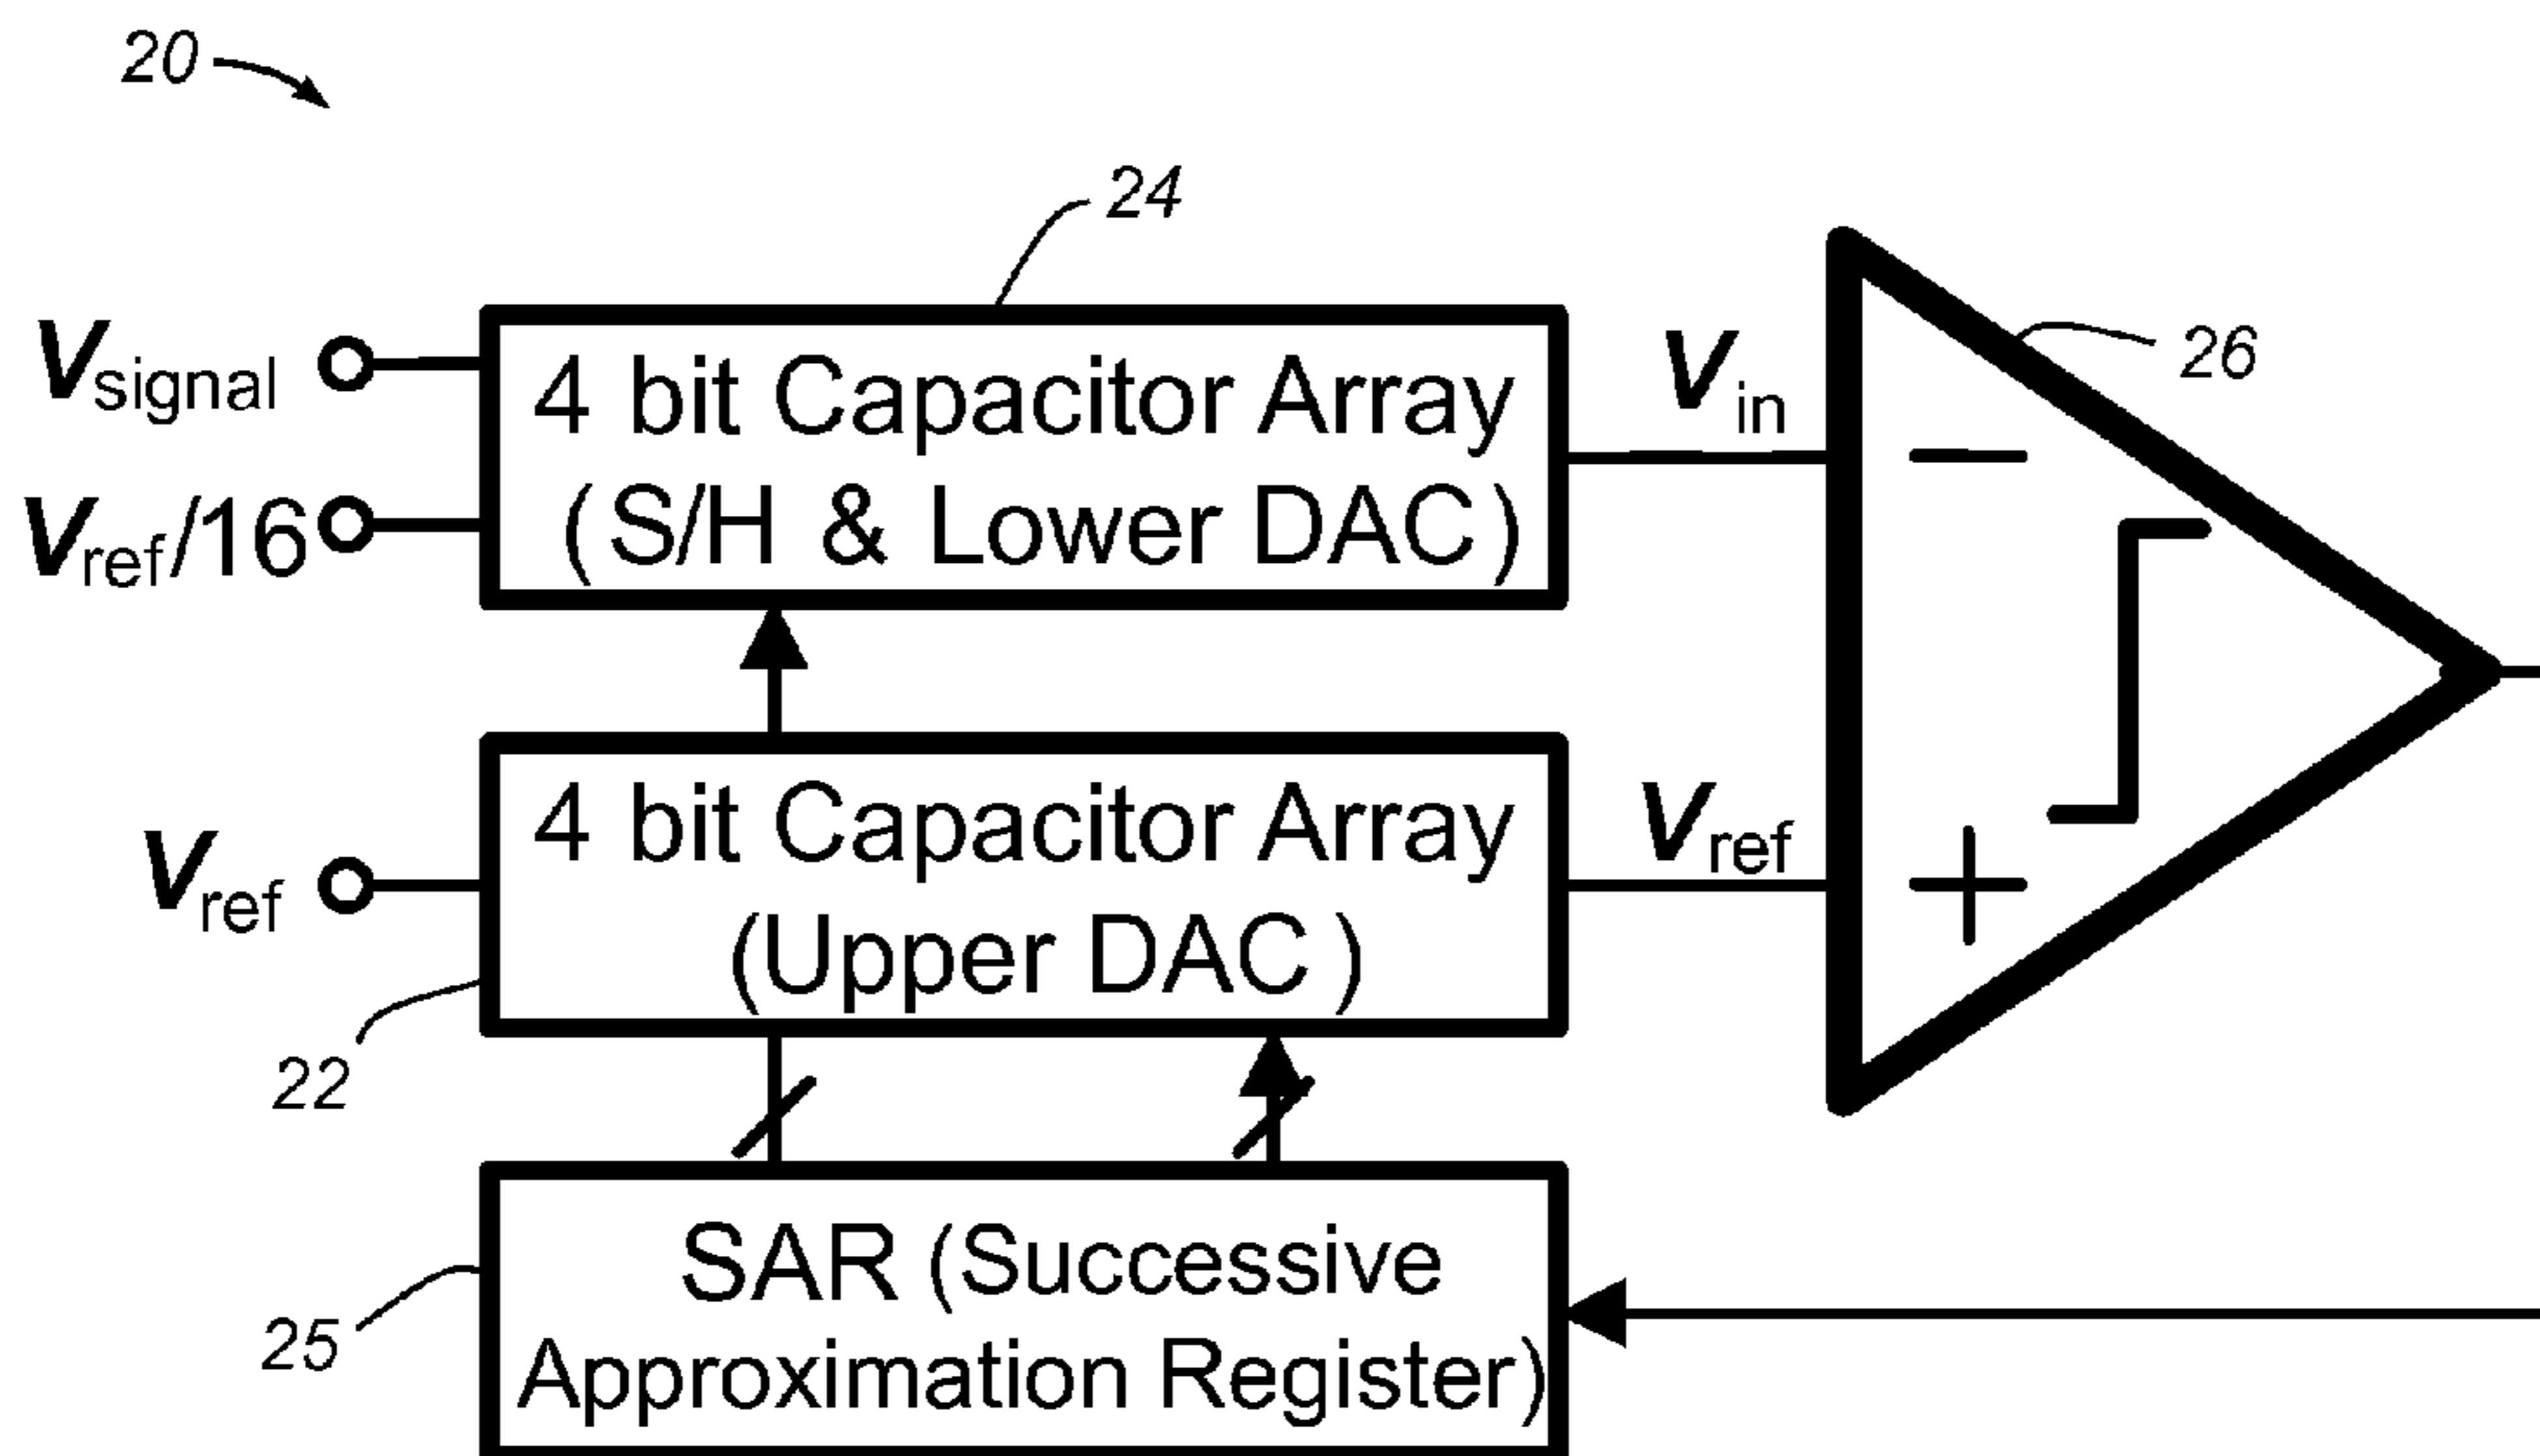 20
24
Vsignal
4 bit Capacitor Array
Vin
26
Vref/16
(S/H & Lower DAC)
−
4 bit Capacitor Array
Vref
Vref
+
(Upper DAC)
22
SAR (Successive
25
Approximation Register)